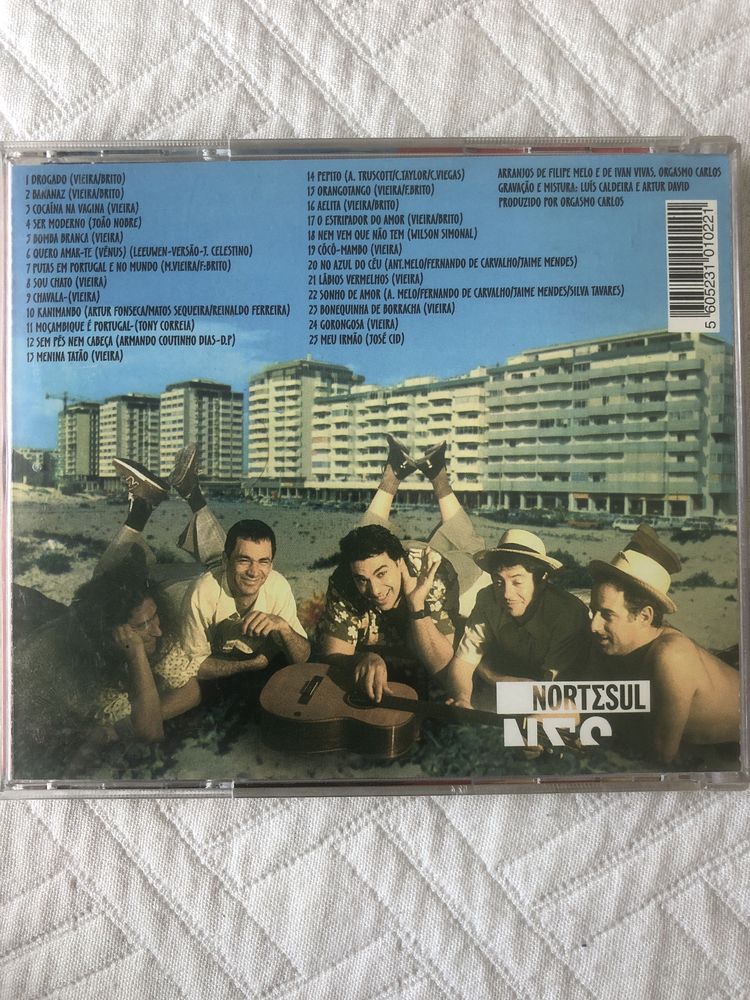 1 DROGADO (VIEIRA/BRITO)
2 BANANAZ (VIEIRA/BRITO)
3 COCAÍNA NA VAGINA (VIEIRA)
4 SER MODERNO (JOÃO NOBRE)
5 BOMBA BRANCA (VIEIRA)
6 QUERO AMAR-TE (VÉNUS) (LEEUWEN-VERSÃO-J. CELESTINO)
7 PUTAS EM PORTUGAL E NO MUNDO (M.VIEIRA/F.BRITO)
8 SOU CHATO (VIEIRA)
9 CHAVALA-(VIEIRA)
10 KANIMANBO (ARTUR FONSECA/MATOS SEQUEIRA/REINALDO FERREIRA)
11 MOÇAMBIQUE É PORTUGAL-(TONY CORREIA)
12 SEM PÉS NEM CABEÇA (ARMANDO COUTINHO DIAS-D.P)
13 MENINA TATÃO (VIEIRA)
14 PEPITO (A. TRUSCOTT/C.TAYLOR/C.VIEGAS)
15 ORANGOTANGO (VIEIRA/F.BRITO)
16 AELITA (VIEIRA/BRITO)
17 O ESTRIPADOR DO AMOR (VIEIRA/BRITO)
18 NEM VEM QUE NÃO TEM (WILSON SIMONAL)
19 CÓCÓ-MAMBO (VIEIRA)
20 NO AZUL DO CÉU (ANT.MELO/FERNANDO DE CARVALHO/JAIME MENDES)
21 LÁBIOS VERMELHOS (VIEIRA)
22 SONHO DE AMOR (A. MELO/FERNANDO DE CARVALHO/JAIME MENDES/SILVA TAVARES)
23 BONEQUINHA DE BORRACHA (VIEIRA)
24 GORONGOSA (VIEIRA)
25 MEU IRMÃO (JOSÉ CID)
ARRANJOS DE FILIPE MELO E DE IVAN VIVAS, ORGASMO CARLOS
GRAVAÇÃO E MISTURA: LUÍS CALDEIRA E ARTUR DAVID
PRODUZIDO POR ORGASMO CARLOS
5 605231 010221
NORTΣSUL
NΣS